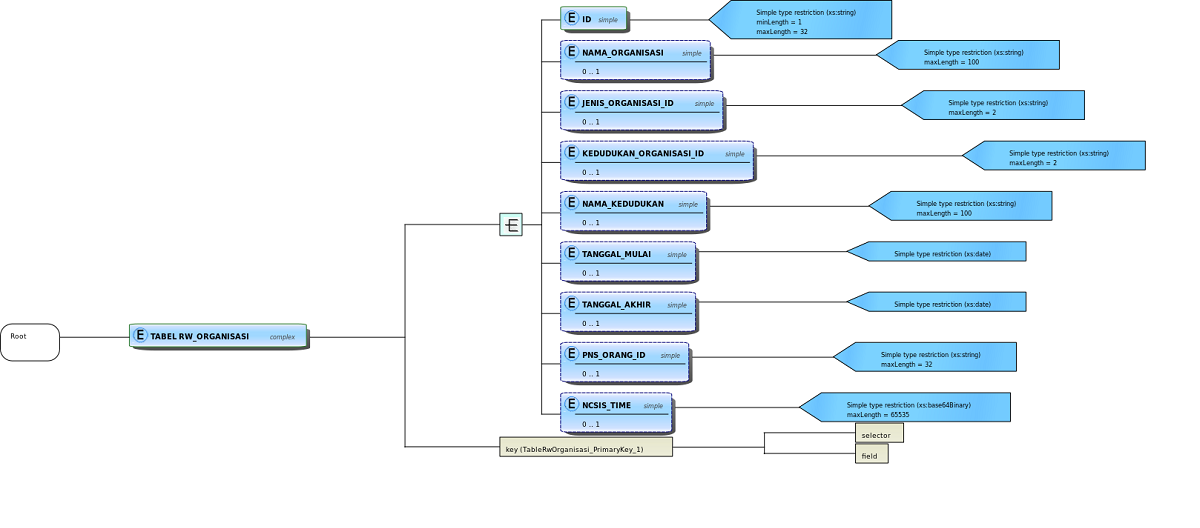 E ID simple
Simple type restriction (xs:string)
minLength = 1
maxLength = 32
E NAMA_ORGANISASI simple
0 .. 1
Simple type restriction (xs:string)
maxLength = 100
E JENIS_ORGANISASI_ID simple
0 .. 1
Simple type restriction (xs:string)
maxLength = 2
E KEDUDUKAN_ORGANISASI_ID simple
0 .. 1
Simple type restriction (xs:string)
maxLength = 2
E NAMA_KEDUDUKAN simple
0 .. 1
Simple type restriction (xs:string)
maxLength = 100
E TANGGAL_MULAI simple
0 .. 1
Simple type restriction (xs:date)
E TANGGAL_AKHIR simple
0 .. 1
Simple type restriction (xs:date)
Root
E TABEL RW_ORGANISASI complex
E PNS_ORANG_ID simple
0 .. 1
Simple type restriction (xs:string)
maxLength = 32
E NCSIS_TIME simple
0 .. 1
Simple type restriction (xs:base64Binary)
maxLength = 65535
key (TableRwOrganisasi_PrimaryKey_1)
selector
field